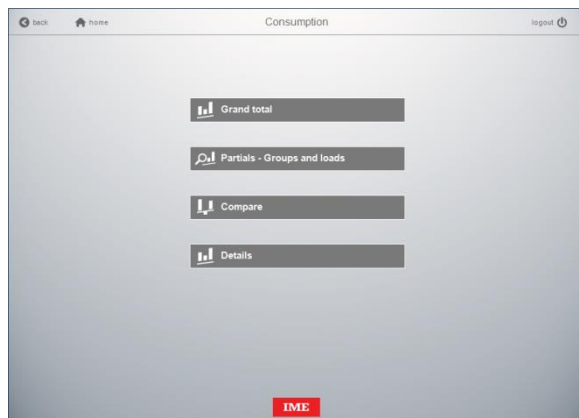 back home Consumption logout
Grand total
Partials - Groups and loads
Compare
Details
IME